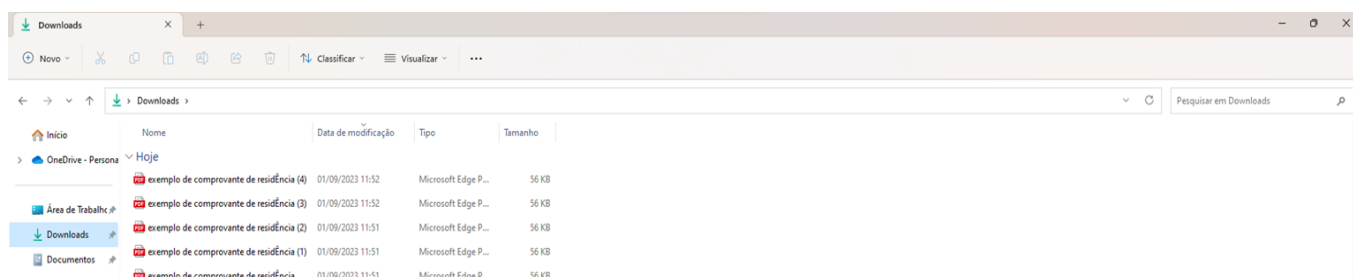 Downloads
Novo
Classificar
Visualizar
Downloads
Pesquisar em Downloads
Início
Nome
Data de modificação
Tipo
Tamanho
OneDrive - Persona
Hoje
exemplo de comprovante de residÊncia (4) 01/09/2023 11:52 Microsoft Edge P... 56 KB
exemplo de comprovante de residÊncia (3) 01/09/2023 11:52 Microsoft Edge P... 56 KB
Área de Trabalho
exemplo de comprovante de residÊncia (2) 01/09/2023 11:51 Microsoft Edge P... 56 KB
Downloads
exemplo de comprovante de residÊncia (1) 01/09/2023 11:51 Microsoft Edge P... 56 KB
Documentos
exemplo de comprovante de residÊncia 01/09/2023 11:51 Microsoft Edge P... 56 KB